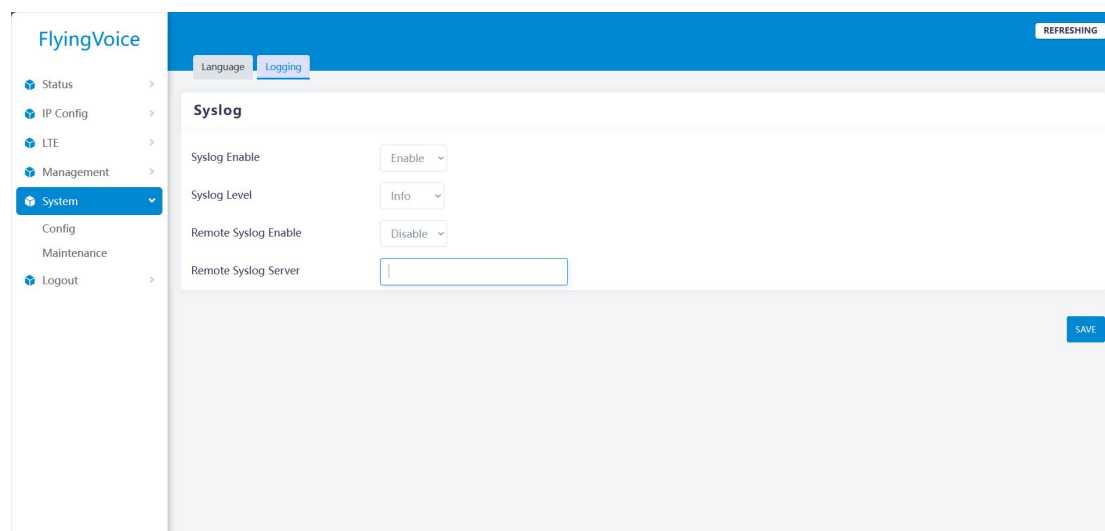 FlyingVoice
REFRESHING
Language
Logging
Status
IP Config
LTE
Management
System
Config
Maintenance
Logout
Syslog
Syslog Enable
Enable
Syslog Level
Info
Remote Syslog Enable
Disable
Remote Syslog Server
SAVE